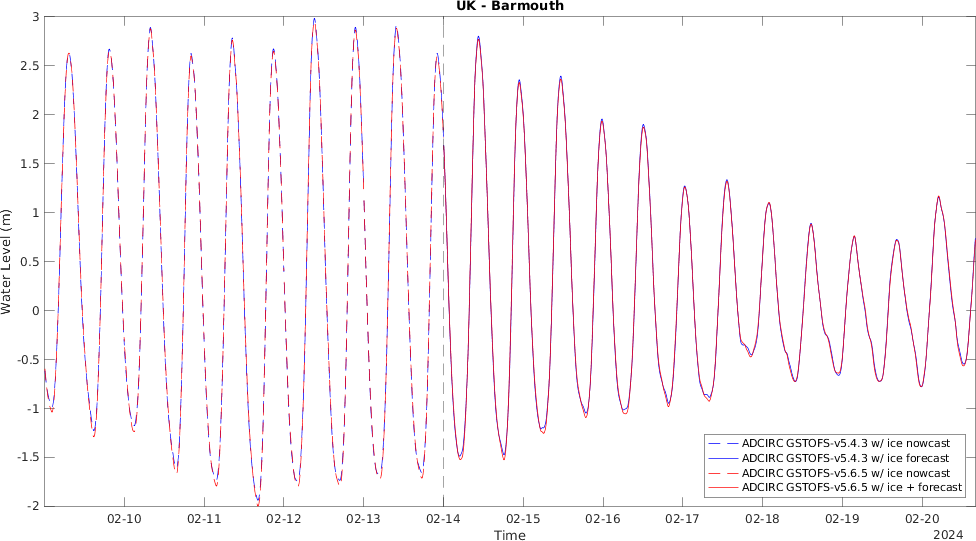 UK - Barmouth
3
2.5
2
1.5
1
0.5
0
-0.5
-1
-1.5
-2
Water Level (m)
ADCIRC GSTOFS-v5.4.3 w/ ice nowcast
ADCIRC GSTOFS-v5.4.3 w/ ice forecast
ADCIRC GSTOFS-v5.6.5 w/ ice nowcast
ADCIRC GSTOFS-v5.6.5 w/ ice + forecast
02-10 02-11 02-12 02-13 02-14 02-15 02-16 02-17 02-18 02-19 02-20
Time
2024